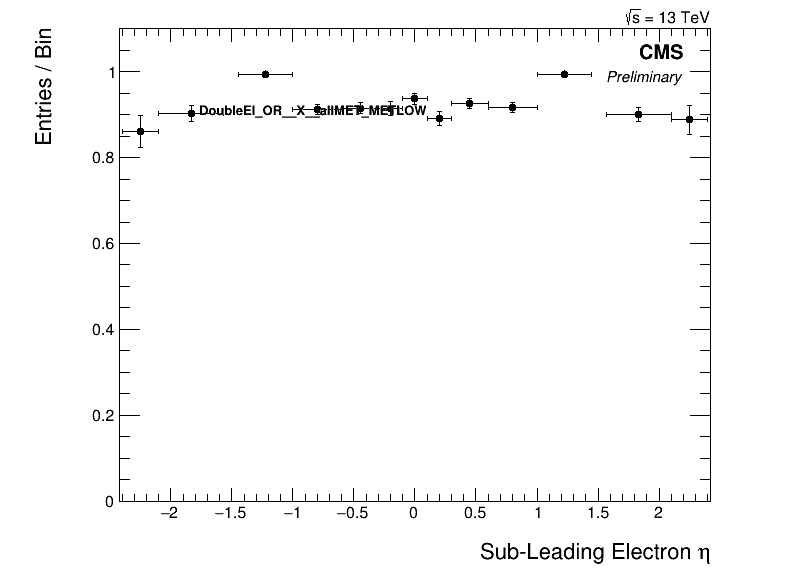 √s = 13 TeV
CMS
Preliminary
Entries / Bin
1
DoubleEl_OR__X__allMET_METLOW
0.8
0.6
0.4
0.2
0
−2 −1.5 −1 −0.5 0 0.5 1 1.5 2
Sub-Leading Electron η